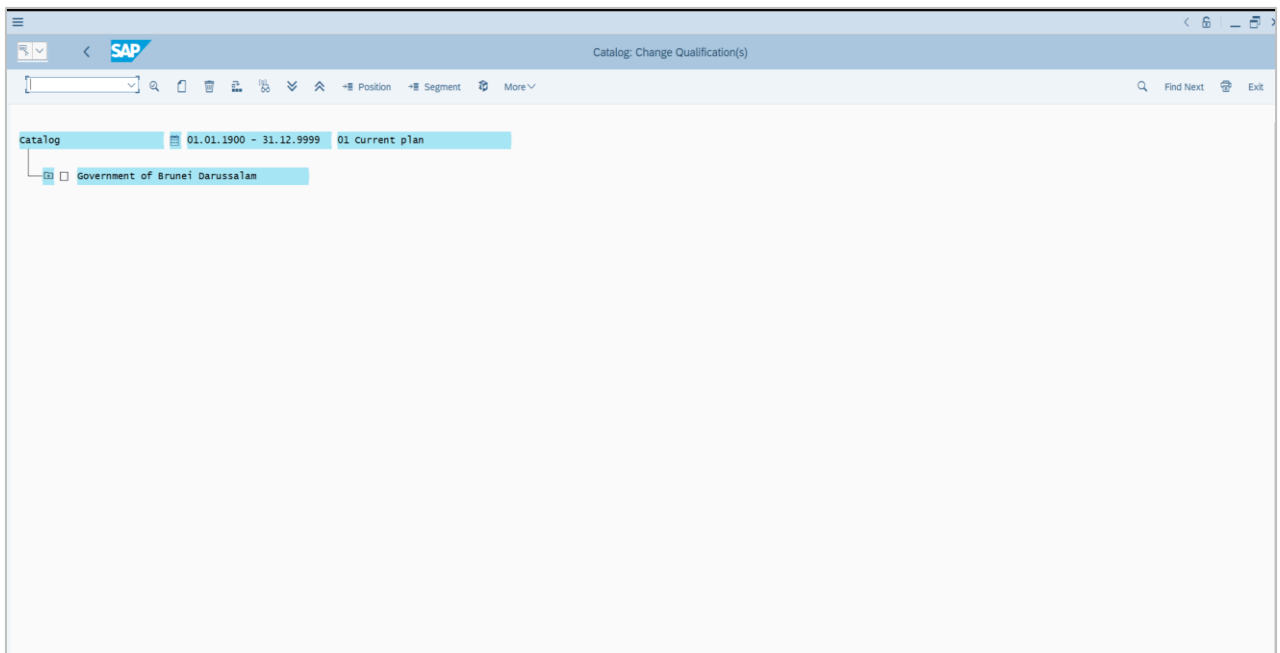 SAP
Catalog: Change Qualification(s)
Position Segment More Find Next Exit
Catalog 01.01.1900 - 31.12.9999 01 Current plan
Government of Brunei Darussalam